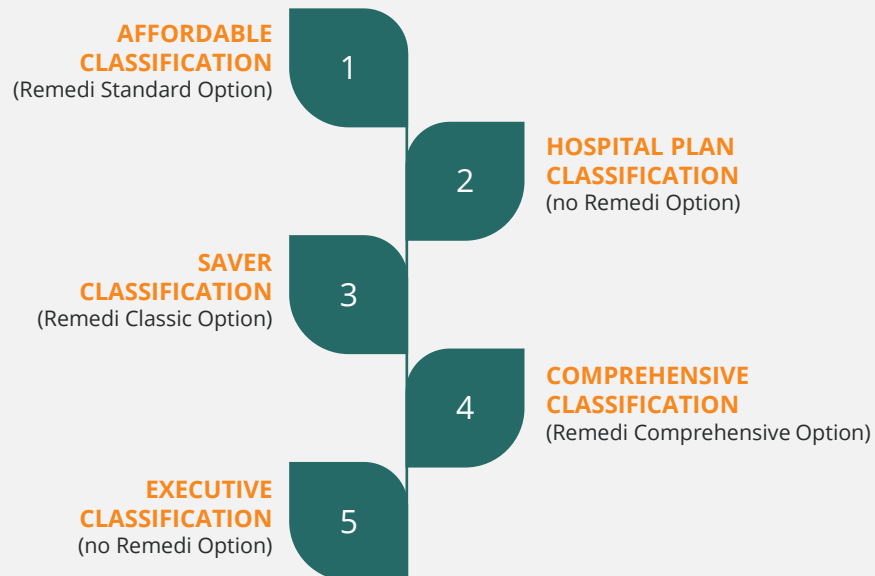 AFFORDABLE
CLASSIFICATION
(Remedi Standard Option)
1
2
HOSPITAL PLAN
CLASSIFICATION
(no Remedi Option)
SAVER
CLASSIFICATION
(Remedi Classic Option)
3
4
COMPREHENSIVE
CLASSIFICATION
(Remedi Comprehensive Option)
EXECUTIVE
CLASSIFICATION
(no Remedi Option)
5